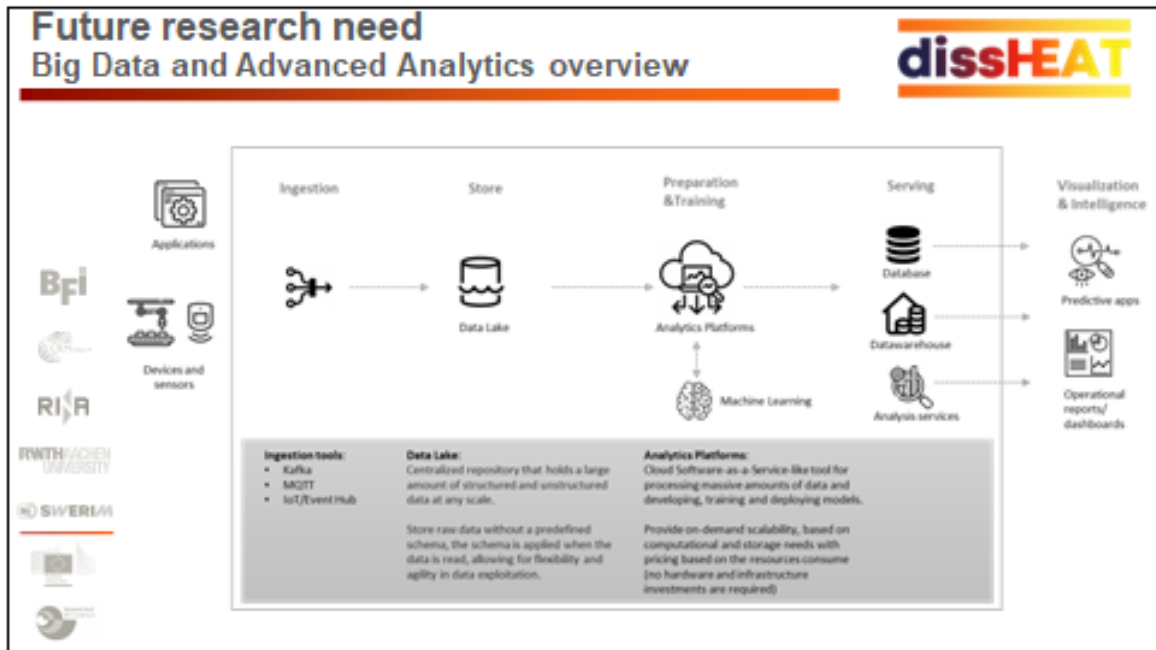 Future research need
Big Data and Advanced Analytics overview
dissHEAT
Ingestion
Store
Preparation
&Training
Serving
Visualization
& Intelligence
Applications
Devices and
sensors
Data Lake
Analytics Platforms
Machine Learning
Database
Datawarehouse
Analysis services
Predictive apps
Operational
reports/
dashboards
BFi
RWTHAACHEN
UNIVERSITY
SWERIM
Ingestion tools:
• Kafka
• MQTT
• IoT/Event Hub
Data Lake:
Centralized repository that holds a large
amount of structured and unstructured
data at any scale.
Store raw data without a predefined
schema, the schema is applied when the
data is read, allowing for flexibility and
agility in data exploitation.
Analytics Platforms:
Cloud Software-as-a-Service-like tool for
processing massive amounts of data and
developing, training and deploying models.
Provide on-demand scalability, based on
computational and storage needs with
pricing based on the resources consume
(no hardware and infrastructure
investments are required)